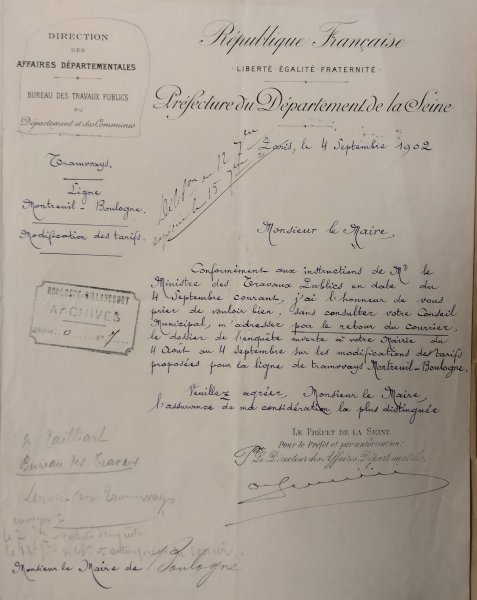 DIRECTION
DES
AFFAIRES DÉPARTEMENTALES
BUREAU DES TRAVAUX PUBLICS
DU
Département et des Communes
République Française
LIBERTÉ - ÉGALITÉ - FRATERNITÉ
Préfecture du Département de la Seine
Paris, le 4 Septembre 1902
Tramways.
Ligne
Montreuil - Boulogne.
Modification des tarifs.
Monsieur le Maire,
Conformément aux instructions de Mr le
Ministre des Travaux Publics en date du
4 Septembre courant, j'ai l'honneur de vous
prier de vouloir bien, sans consulter votre Conseil
Municipal, m'adresser par le retour du courrier,
le dossier de l'enquête ouverte à votre Mairie du
4 Août au 4 Septembre sur les modifications des tarifs
proposées pour la ligne de tramways Montreuil-Boulogne.
Veuillez agréer, Monsieur le Maire,
l'assurance de ma considération la plus distinguée
BOULOGNE-BILLANCOURT
ARCHIVES
LE PRÉFET DE LA SEINE
Pour le Préfet et par autorisation:
Le Directeur des Affaires Départementales
Bureau des Travaux
des Tramways
Monsieur le Maire de Boulogne